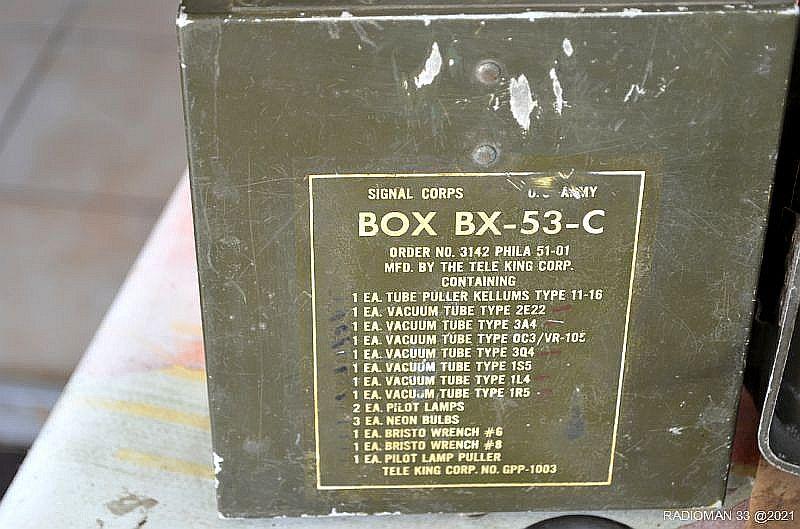 SIGNAL CORPS U.S. ARMY
BOX BX-53-C
ORDER NO. 3142 PHILA 51-01
MFD. BY THE TELE KING CORP.
CONTAINING
1 EA. TUBE PULLER KELLUMS TYPE 11-16
1 EA. VACUUM TUBE TYPE 2E22
1 EA. VACUUM TUBE TYPE 3A4
1 EA. VACUUM TUBE TYPE OC3/VR-105
1 EA. VACUUM TUBE TYPE 3Q4
1 EA. VACUUM TUBE TYPE 1S5
1 EA. VACUUM TUBE TYPE 1L4
1 EA. VACUUM TUBE TYPE 1R5
2 EA. PILOT LAMPS
3 EA. NEON BULBS
1 EA. BRISTO WRENCH #6
1 EA. BRISTO WRENCH #8
1 EA. PILOT LAMP PULLER
TELE KING CORP. NO. GPP-1003
RADIOMAN 33 @2021